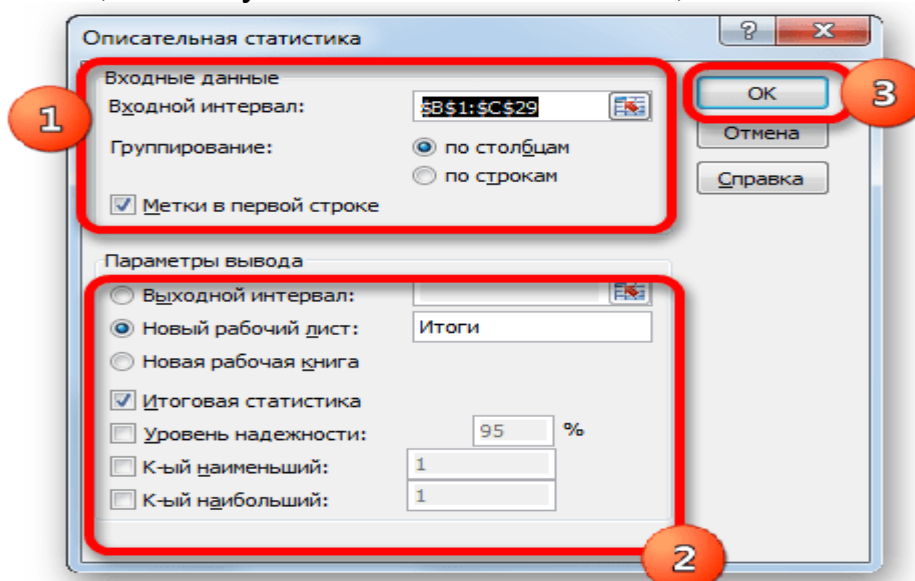 Описательная статистика
?
x
Входные данные
Входной интервал:
$B$1:$C$29
Группирование:
по столбцам
по строкам
Метки в первой строке
1
OK
3
Отмена
Справка
Параметры вывода
Выходной интервал:
Новый рабочий лист:
Итоги
Новая рабочая книга
Итоговая статистика
Уровень надежности:
95
%
К-ый наименьший:
1
К-ый наибольший:
1
2